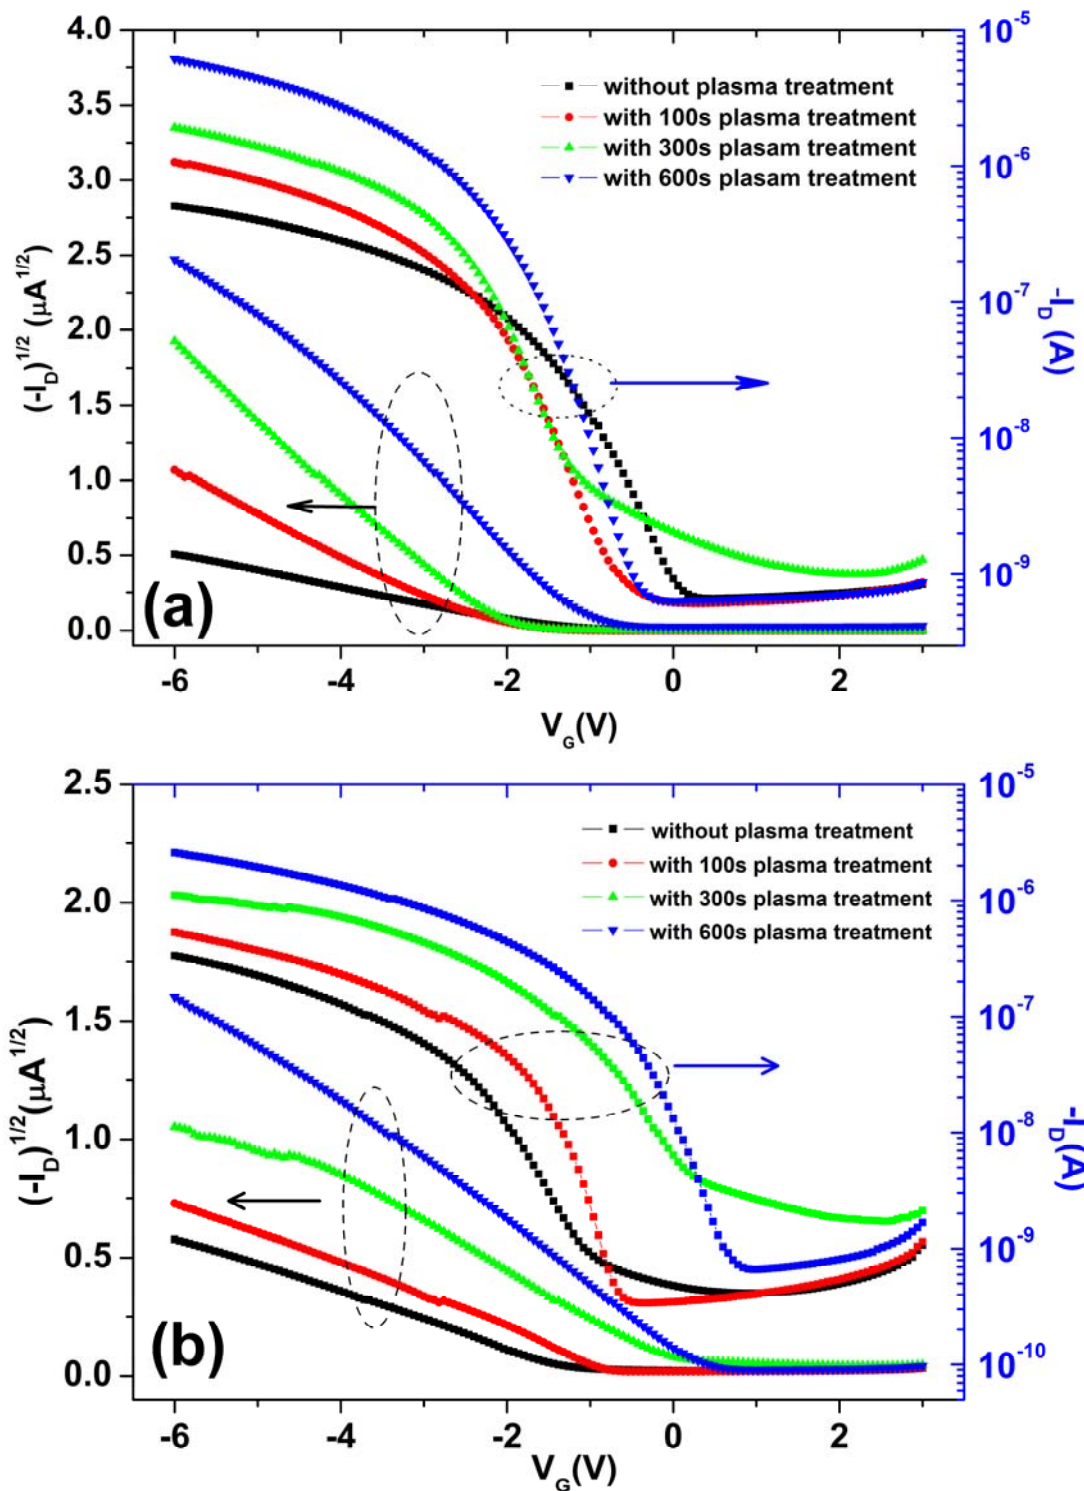 4.0
3.5
3.0
2.5
2.0
1.5
1.0
0.5
0.0
(-I_D)^1/2 (μA^1/2)
10^-5
10^-6
10^-7
10^-8
10^-9
-I_D (A)
without plasma treatment
with 100s plasma treatment
with 300s plasam treatment
with 600s plasam treatment
(a)
-6 -4 -2 0 2
V_G(V)
2.5
2.0
1.5
1.0
0.5
0.0
(-I_D)^1/2(μA^1/2)
10^-5
10^-6
10^-7
10^-8
10^-9
10^-10
-I_D(A)
without plasma treatment
with 100s plasma treatment
with 300s plasma treatment
with 600s plasma treatment
(b)
-6 -4 -2 0 2
V_G(V)